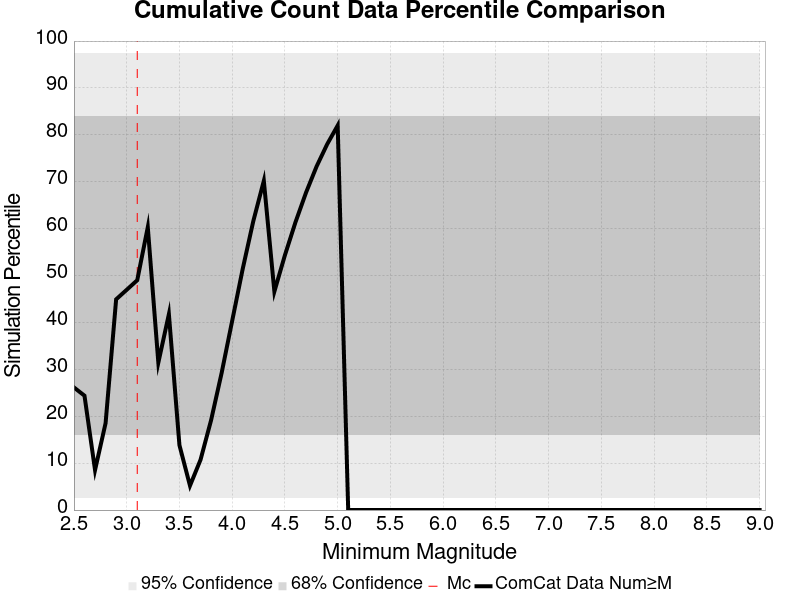 Cumulative Count Data Percentile Comparison
100
90
80
70
60
50
40
30
20
10
0
Simulation Percentile
2.5 3.0 3.5 4.0 4.5 5.0 5.5 6.0 6.5 7.0 7.5 8.0 8.5 9.0
Minimum Magnitude
95% Confidence 68% Confidence Mc ComCat Data Num≥M